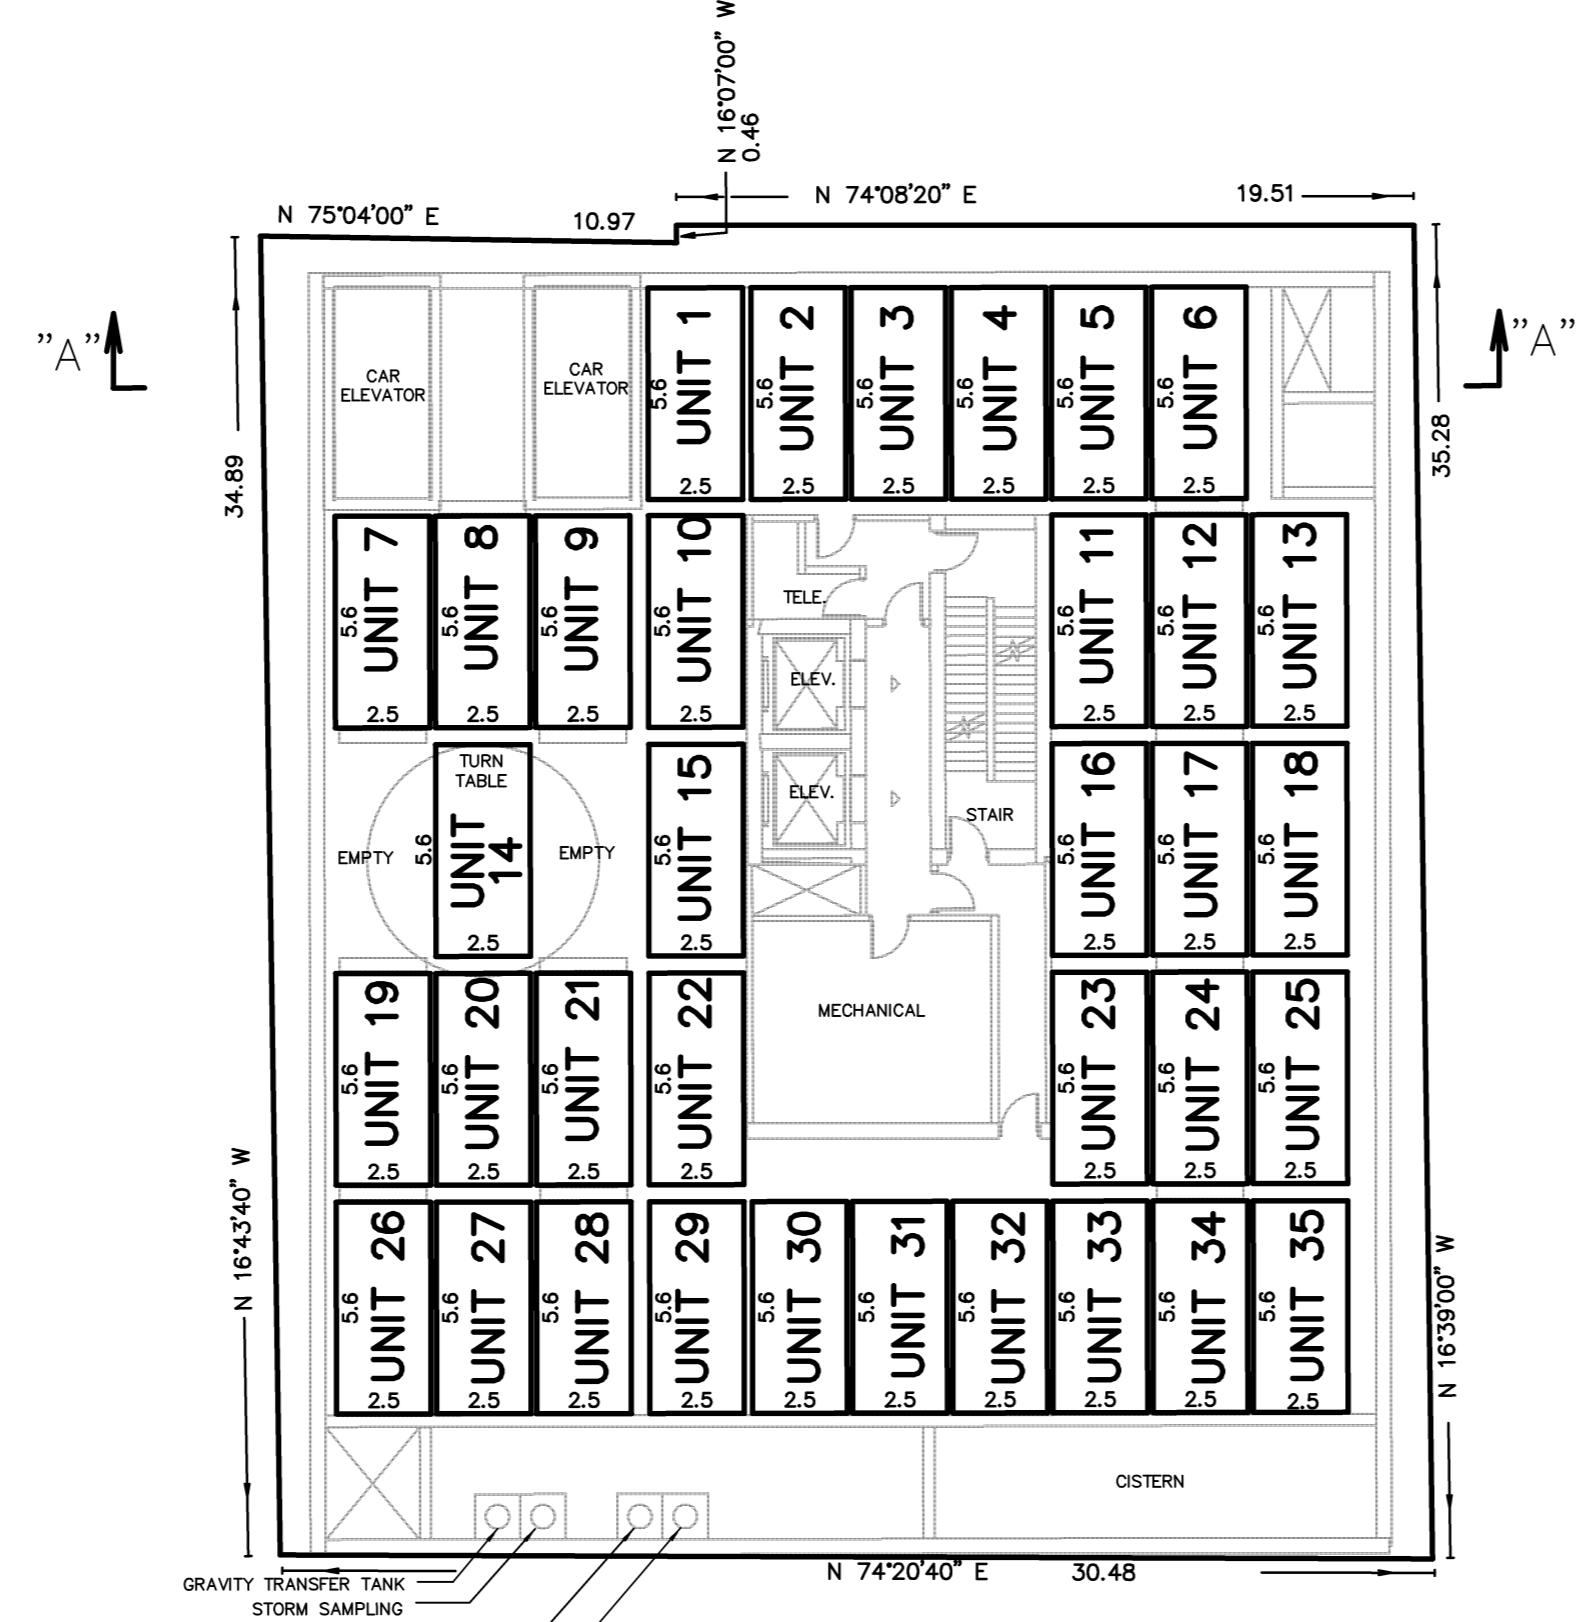 N 16°07'00" W
0.46
N 74°08'20" E
19.51
N 75°04'00" E
10.97
"A"
"A"
34.89
35.28
CAR
ELEVATOR
CAR
ELEVATOR
UNIT 1
5.6
2.5
UNIT 2
5.6
2.5
UNIT 3
5.6
2.5
UNIT 4
5.6
2.5
UNIT 5
5.6
2.5
UNIT 6
5.6
2.5
UNIT 7
5.6
2.5
UNIT 8
5.6
2.5
UNIT 9
5.6
2.5
UNIT 10
5.6
2.5
TELE.
ELEV.
ELEV.
STAIR
UNIT 11
5.6
2.5
UNIT 12
5.6
2.5
UNIT 13
5.6
2.5
EMPTY
TURN
TABLE
UNIT
14
5.6
2.5
EMPTY
UNIT 15
5.6
2.5
UNIT 16
5.6
2.5
UNIT 17
5.6
2.5
UNIT 18
5.6
2.5
UNIT 19
5.6
2.5
UNIT 20
5.6
2.5
UNIT 21
5.6
2.5
UNIT 22
5.6
2.5
MECHANICAL
UNIT 23
5.6
2.5
UNIT 24
5.6
2.5
UNIT 25
5.6
2.5
N 16°43'40" W
UNIT 26
5.6
2.5
UNIT 27
5.6
2.5
UNIT 28
5.6
2.5
UNIT 29
5.6
2.5
UNIT 30
5.6
2.5
UNIT 31
5.6
2.5
UNIT 32
5.6
2.5
UNIT 33
5.6
2.5
UNIT 34
5.6
2.5
UNIT 35
5.6
2.5
N 16°39'00" W
CISTERN
N 74°20'40" E
30.48
GRAVITY TRANSFER TANK
STORM SAMPLING